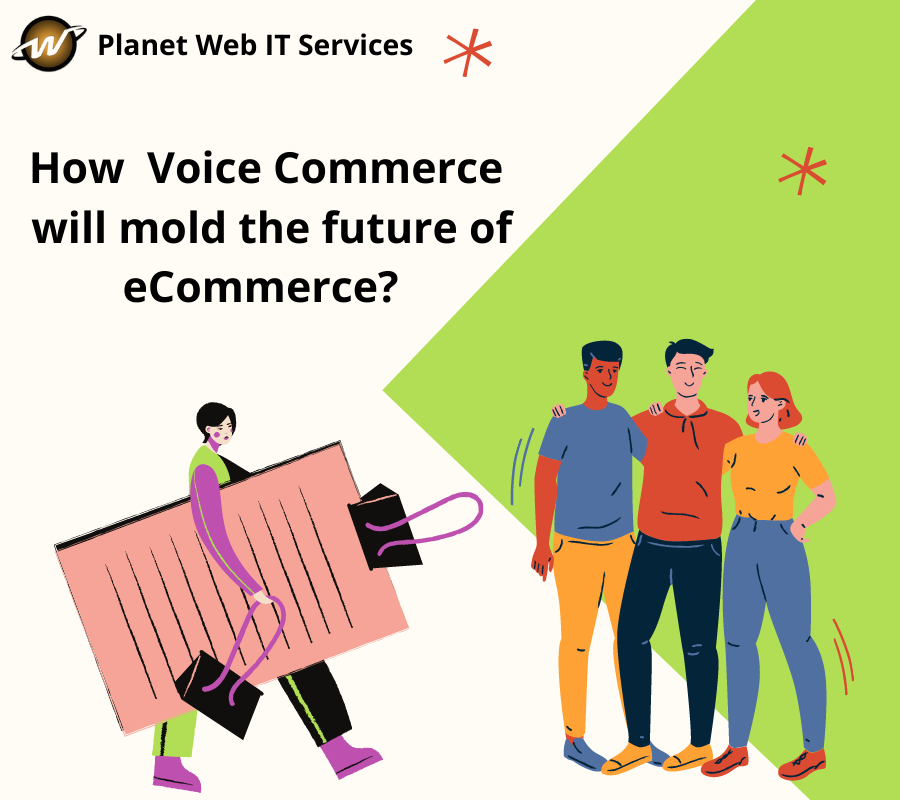 Planet Web IT Services
How Voice Commerce
will mold the future of
eCommerce?